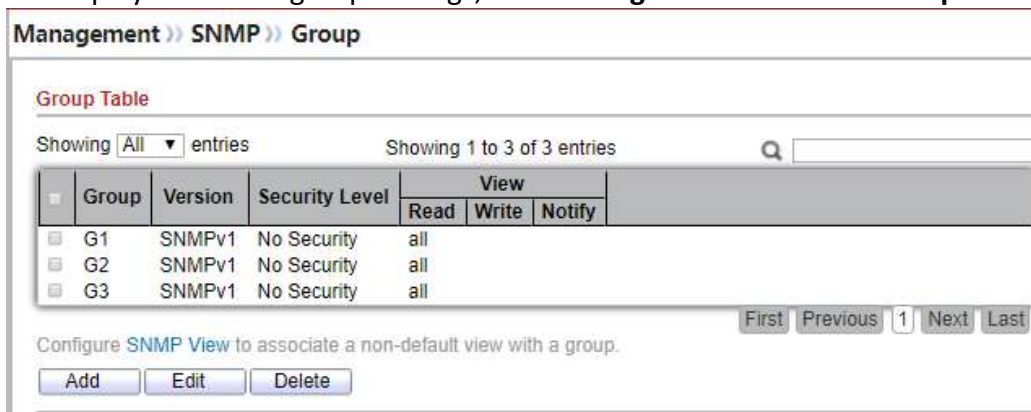 Management » SNMP » Group
Group Table
Showing All entries Showing 1 to 3 of 3 entries
Group Version Security Level View
Read Write Notify
G1 SNMPv1 No Security all
G2 SNMPv1 No Security all
G3 SNMPv1 No Security all
First Previous 1 Next Last
Configure SNMP View to associate a non-default view with a group.
Add Edit Delete